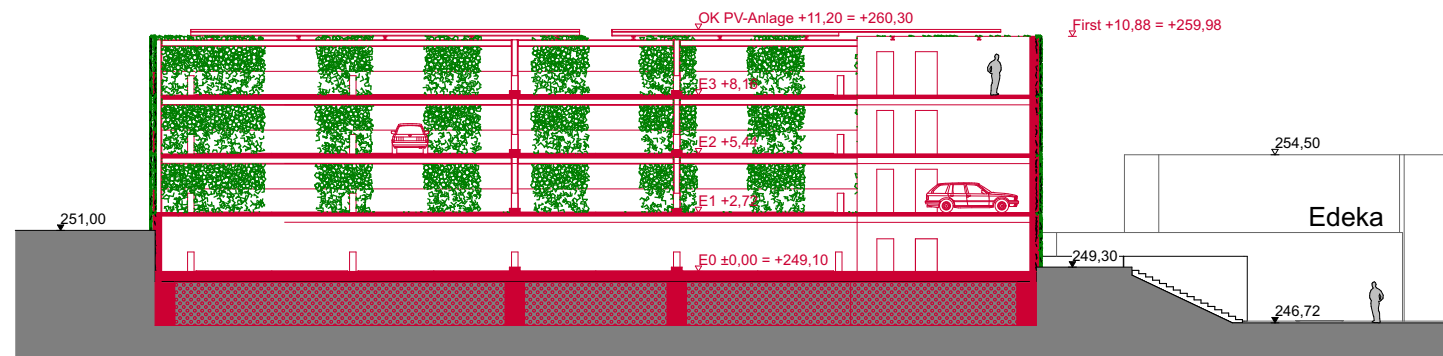 OK PV-Anlage +11,20 = +260,30
First +10,88 = +259,98
E3 +8,16
E2 +5,44
254,50
E1 +2,72
251,00
Edeka
E0 ±0,00 = +249,10
249,30
246,72